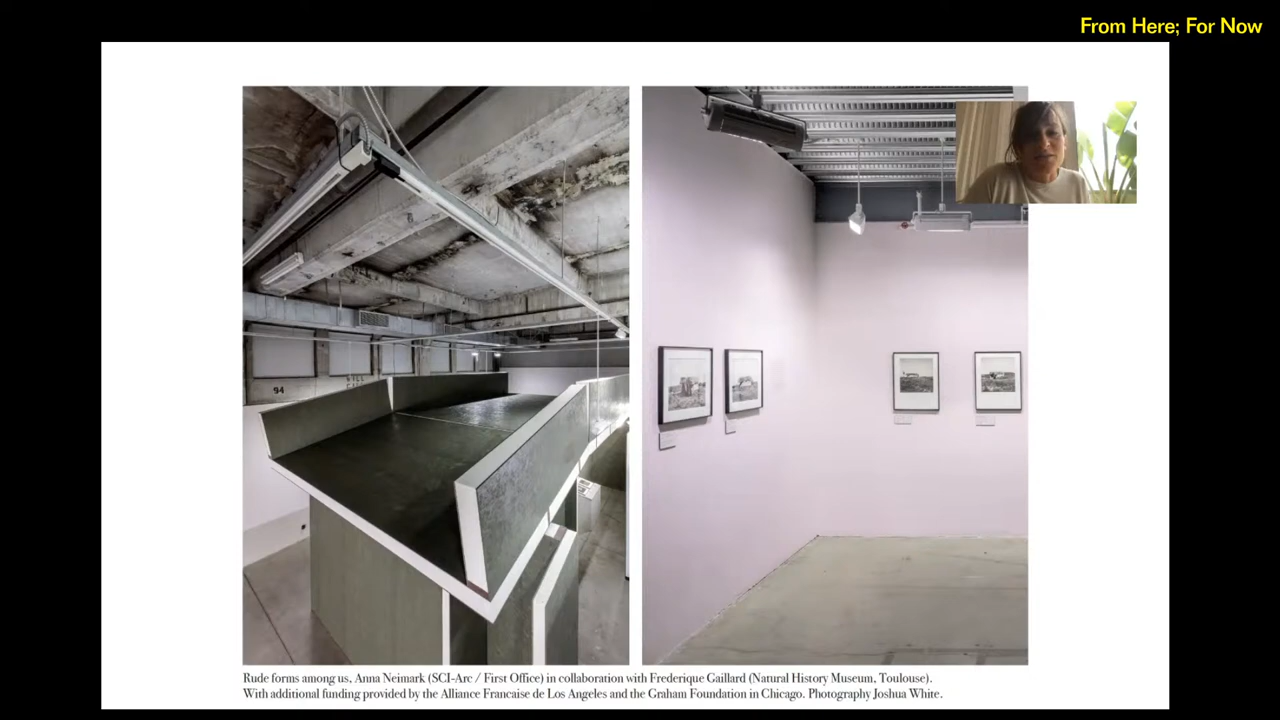 From Here; For Now
94
Rude forms among us, Anna Neimark (SCI-Arc / First Office) in collaboration with Frederique Gaillard (Natural History Museum, Toulouse).
With additional funding provided by the Alliance Francaise de Los Angeles and the Graham Foundation in Chicago. Photography Joshua White.